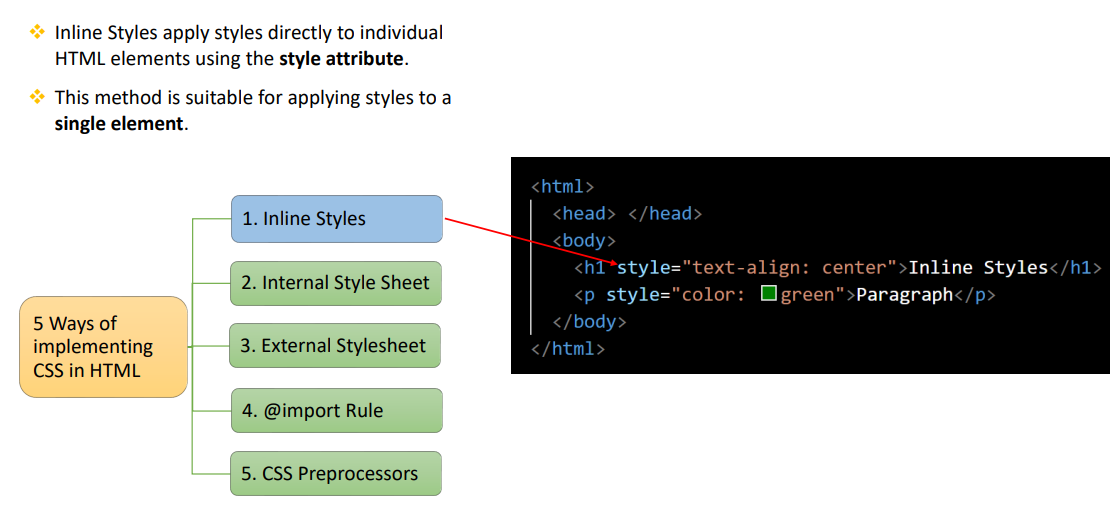 Inline Styles apply styles directly to individual
HTML elements using the style attribute.
This method is suitable for applying styles to a
single element.
5 Ways of
implementing
CSS in HTML
1. Inline Styles
2. Internal Style Sheet
3. External Stylesheet
4. @import Rule
5. CSS Preprocessors
<html>
<head> </head>
<body>
<h1 style="text-align: center">Inline Styles</h1>
<p style="color: green">Paragraph</p>
</body>
</html>